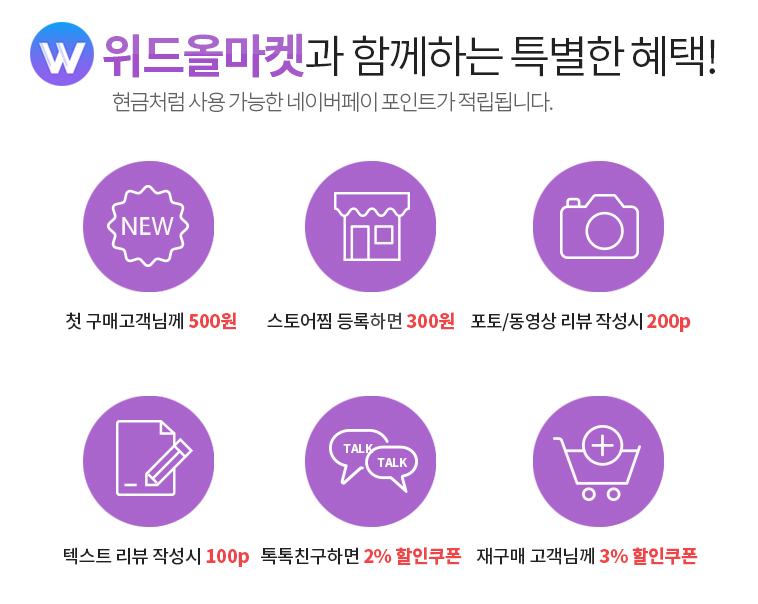 W 위드올마켓과 함께하는 특별한 혜택!
현금처럼 사용 가능한 네이버페이 포인트가 적립됩니다.
NEW
첫 구매고객님께 500원
스토어찜 등록하면 300원
포토/동영상 리뷰 작성시 200p
TALK
TALK
텍스트 리뷰 작성시 100p
톡톡친구하면 2% 할인쿠폰
재구매 고객님께 3% 할인쿠폰